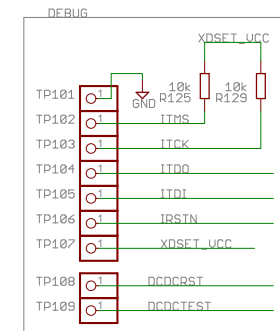 DEBUG
XDSET_VCC
10k 10k
R125 R129
GND
TP101 1
TP102 1 ITMS
TP103 1 ITCK
TP104 1 ITDO
TP105 1 ITDI
TP106 1 IRSTN
TP107 1 XDSET_VCC
TP108 1 DCDCRST
TP109 1 DCDCTEST